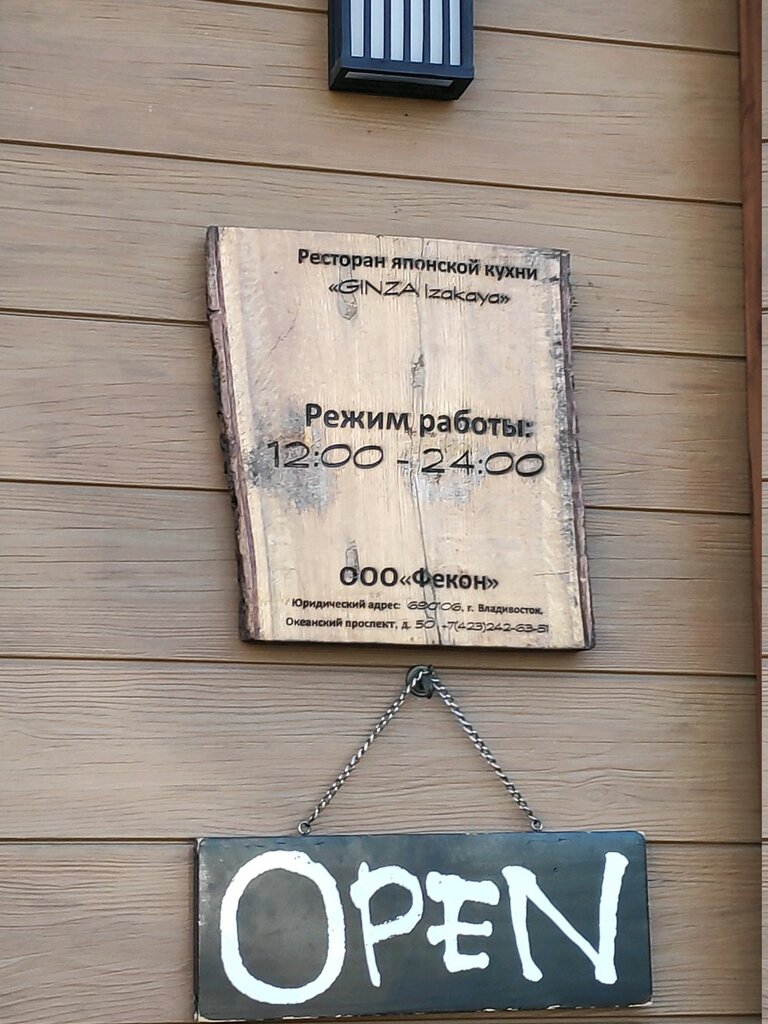 Ресторан японской кухни
«GINZA Izakaya»
Режим работы:
12:00 - 24:00
ООО«Фекон»
Юридический адрес: 690106, г. Владивосток,
Океанский проспект, д. 50 +7(423)242-63-51
OPEN